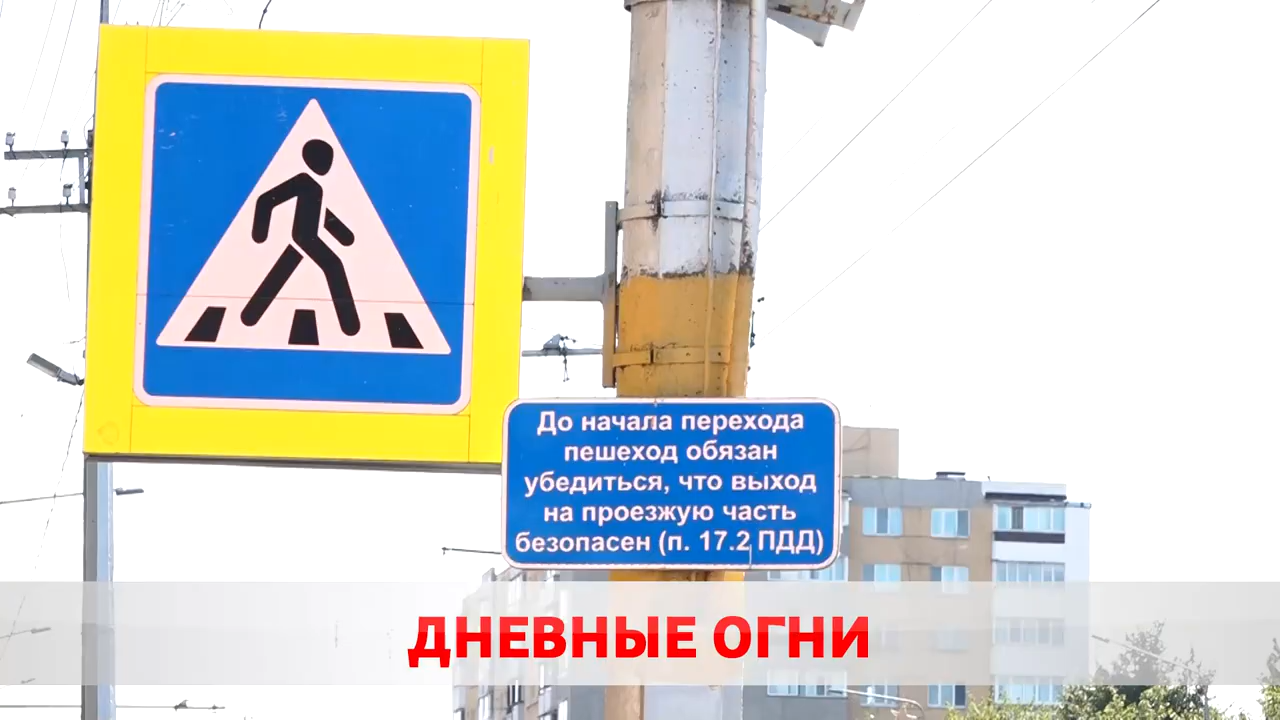 До начала перехода
пешеход обязан
убедиться, что выход
на проезжую часть
безопасен (п. 17.2 ПДД)
ДНЕВНЫЕ ОГНИ